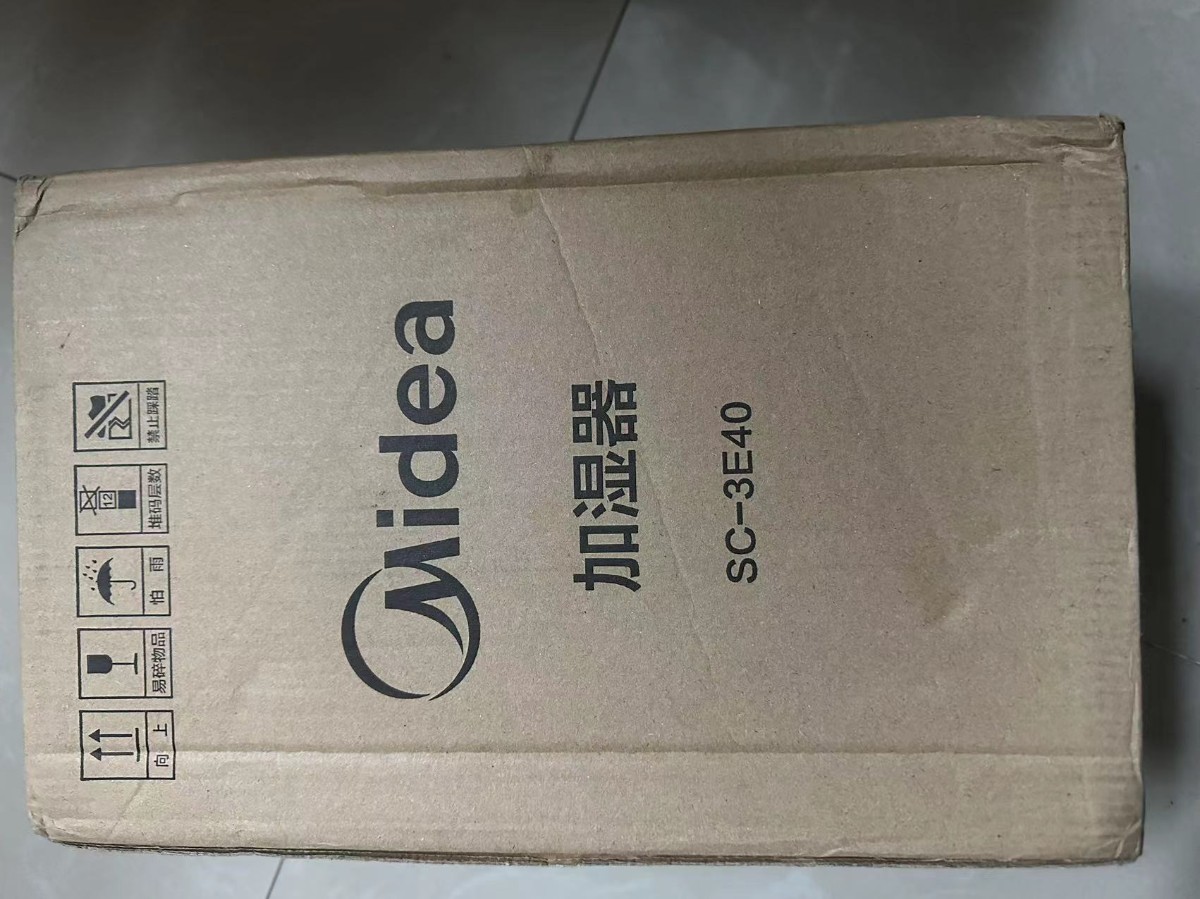 向 上
易碎物品
怕 雨
12
堆码层数
禁止踩踏
Midea
加湿器
SC-3E40